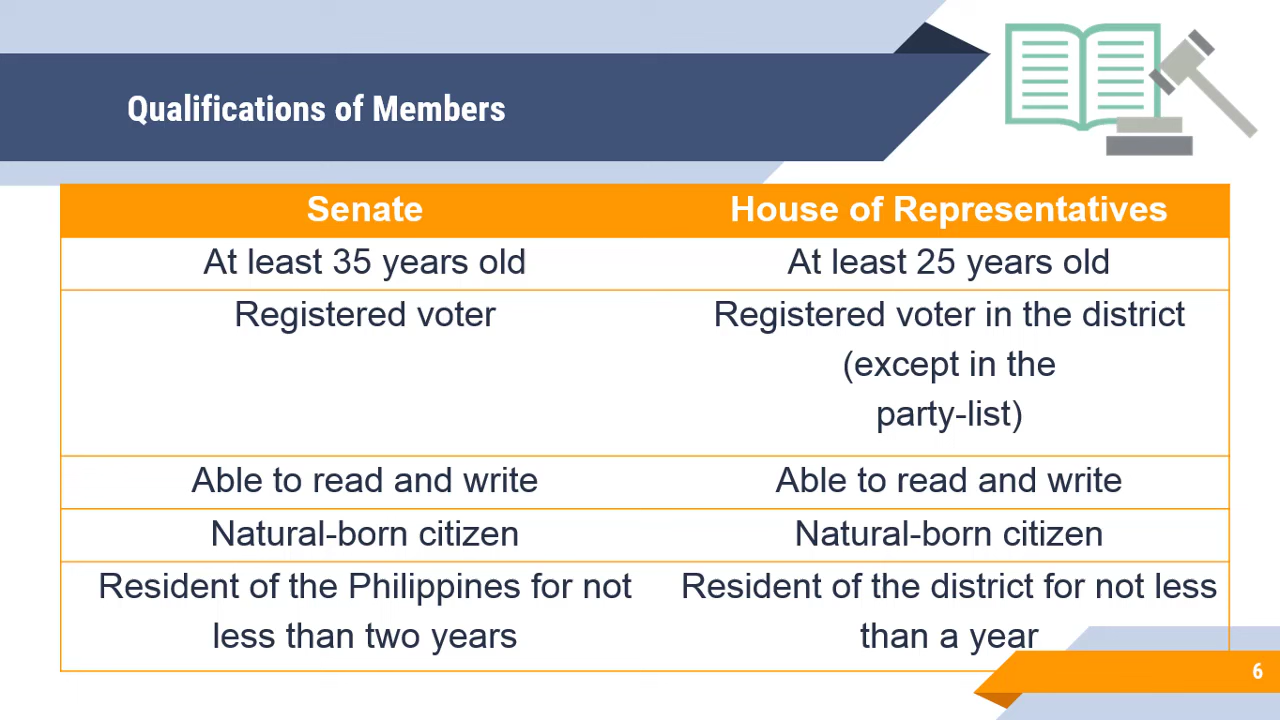 Qualifications of Members
Senate
House of Representatives
At least 35 years old
At least 25 years old
Registered voter
Registered voter in the district
(except in the
party-list)
Able to read and write
Able to read and write
Natural-born citizen
Natural-born citizen
Resident of the Philippines for not
less than two years
Resident of the district for not less
than a year
6